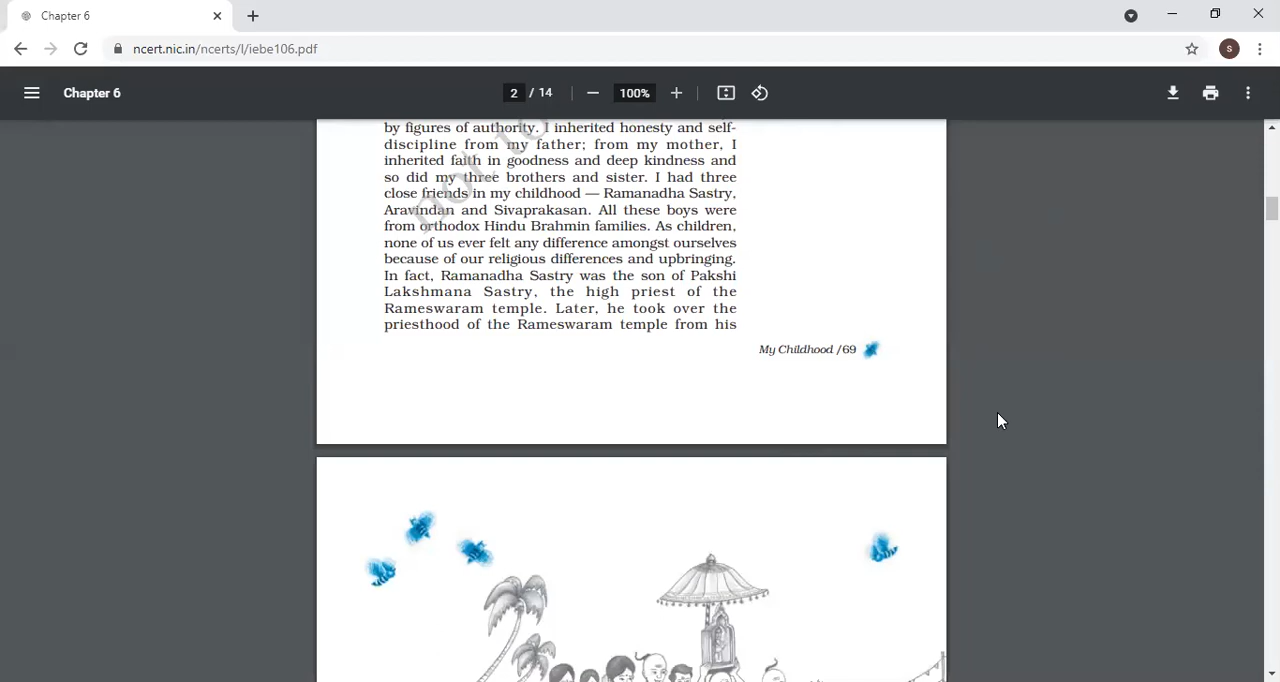 Chapter 6
ncert.nic.in/ncerts/l/iebe106.pdf
S
Chapter 6
2 / 14
100%
by figures of authority. I inherited honesty and self-
discipline from my father; from my mother, I
inherited faith in goodness and deep kindness and
so did my three brothers and sister. I had three
close friends in my childhood — Ramanadha Sastry,
Aravindan and Sivaprakasan. All these boys were
from orthodox Hindu Brahmin families. As children,
none of us ever felt any difference amongst ourselves
because of our religious differences and upbringing.
In fact, Ramanadha Sastry was the son of Pakshi
Lakshmana Sastry, the high priest of the
Rameswaram temple. Later, he took over the
priesthood of the Rameswaram temple from his
My Childhood /69
not to